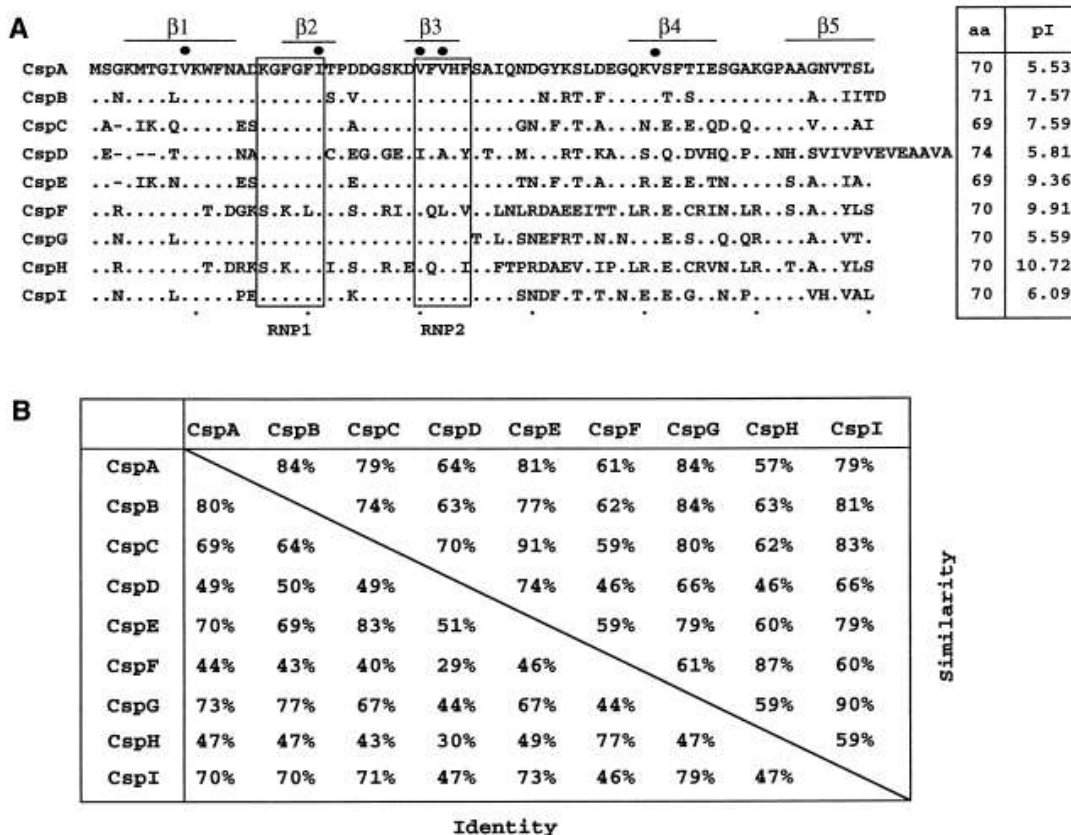 A
β1 β2 β3 β4 β5 aa pI
CspA MSGKMTGIVKWFNADKGFGFITPDDGSKDVFVHFSAIQNDGYKSLDEGQKVSFTIESGAKGPAAGNVTSL 70 5.53
CspB ..N....L.............S.V................N.RT.F.....T.S..........A..IITD 71 7.57
CspC .A-.IK.Q.....ES........A..............GN.F.T.A...N.E.E.QD.Q.....V...AI 69 7.59
CspD .E-.--.T.....NA......C.EG.GE.I.A.Y.T..M...RT.KA..S.Q.DVHQ.P...NH.SVIVPVEVEAAVA 74 5.81
CspE ..-.IK.N.....ES........E..............TN.F.T.A...R.E.E.TN.....S.A...IA. 69 9.36
CspF ..R.......T.DGKS.K.L...S..RI..QL.V..LNLRDAEEITT.LR.E.CRIN.LR..S.A...YLS 70 9.91
CspG ..N....L..........................T.L.SNEFRT.N.N...E.S..Q.QR...A..VT. 70 5.59
CspH ..R.......T.DRKS.K...I.S..R.E.Q..I..FTPRDAEV.IP.LR.E.CRVN.LR..T.A...YLS 70 10.72
CspI ..N....L.....PE........K..............SNDF.T.T.N...E.E.G..N.P....VH.VAL 70 6.09
RNP1 RNP2
B
CspA CspB CspC CspD CspE CspF CspG CspH CspI
CspA 84% 79% 64% 81% 61% 84% 57% 79%
CspB 80% 74% 63% 77% 62% 84% 63% 81%
CspC 69% 64% 70% 91% 59% 80% 62% 83%
CspD 49% 50% 49% 74% 46% 66% 46% 66%
CspE 70% 69% 83% 51% 59% 79% 60% 79%
CspF 44% 43% 40% 29% 46% 61% 87% 60%
CspG 73% 77% 67% 44% 67% 44% 59% 90%
CspH 47% 47% 43% 30% 49% 77% 47% 59%
CspI 70% 70% 71% 47% 73% 46% 79% 47%
Similarity
Identity